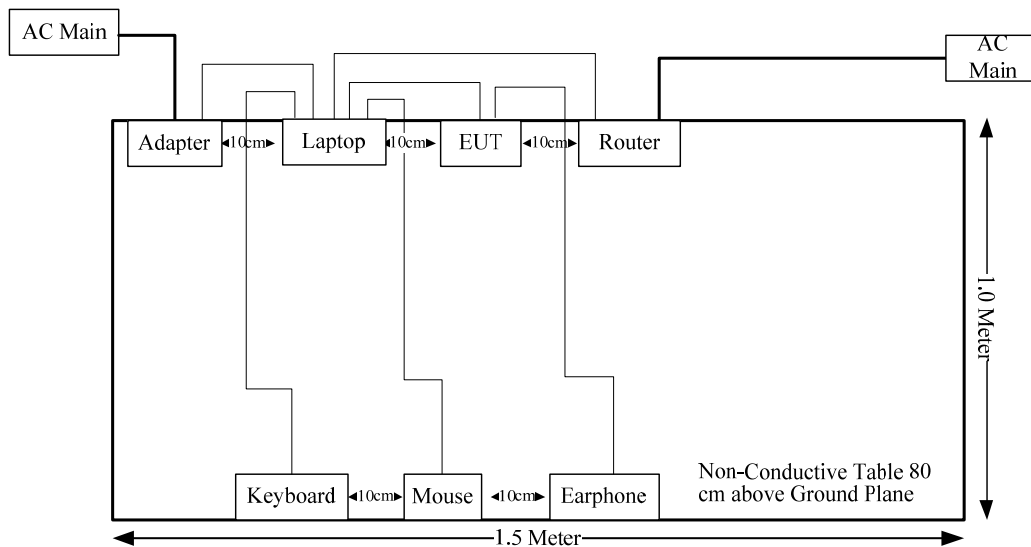 AC Main
AC
Main
Adapter
10cm
Laptop
10cm
EUT
10cm
Router
1.0 Meter
Non-Conductive Table 80
cm above Ground Plane
Keyboard
10cm
Mouse
10cm
Earphone
1.5 Meter